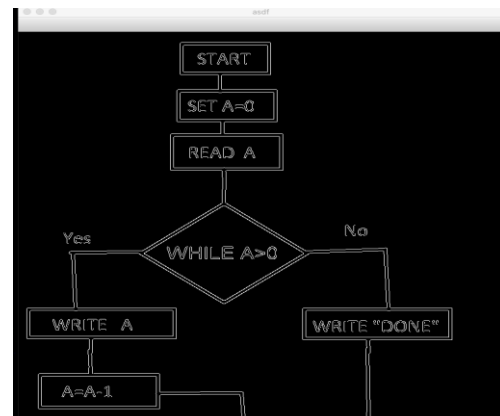 asdf
START
SET A=0
READ A
Yes
No
WHILE A>0
WRITE A
WRITE "DONE"
A=A-1